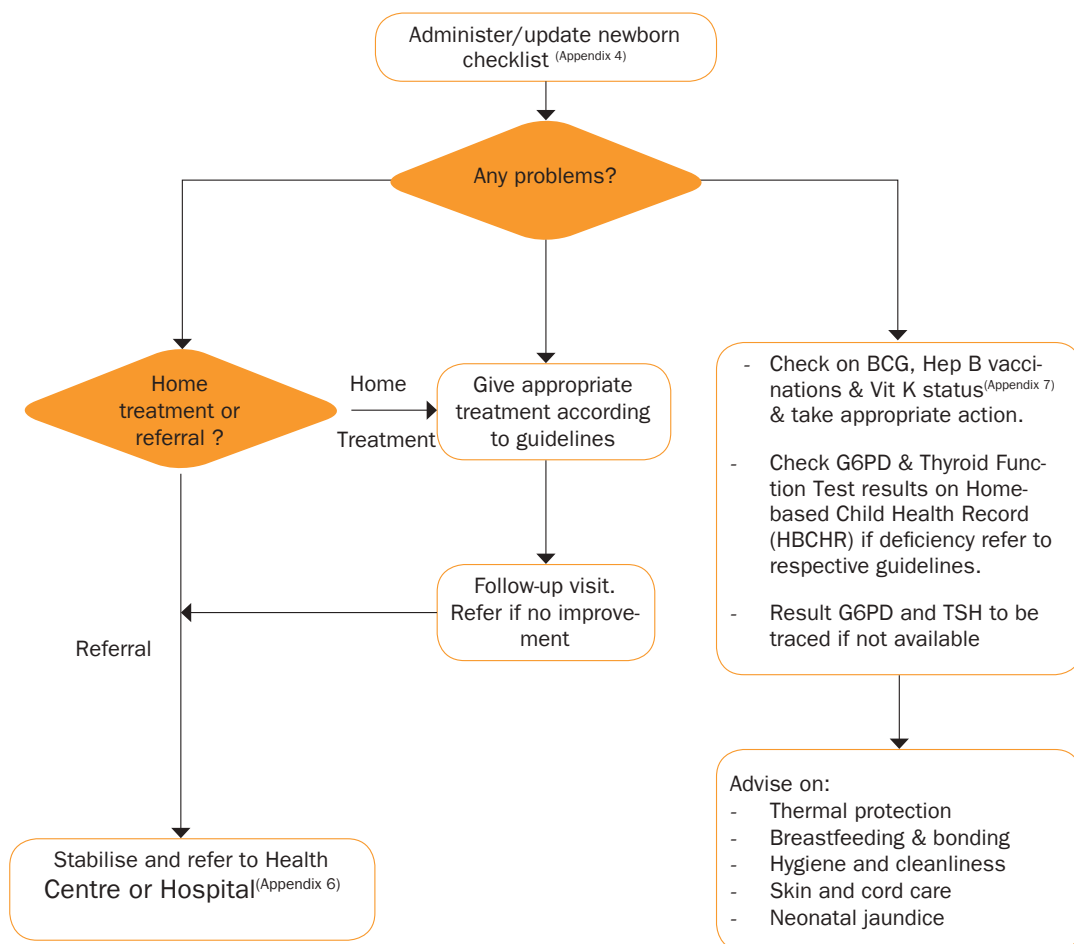 Administer/update newborn
checklist (Appendix 4)
Any problems?
Home
treatment or
referral ?
Home
Treatment
Give appropriate
treatment according
to guidelines
Follow-up visit.
Refer if no improve-
ment
Referral
Stabilise and refer to Health
Centre or Hospital(Appendix 6)
- Check on BCG, Hep B vacci-
nations & Vit K status(Appendix 7)
& take appropriate action.
- Check G6PD & Thyroid Func-
tion Test results on Home-
based Child Health Record
(HBCHR) if deficiency refer to
respective guidelines.
- Result G6PD and TSH to be
traced if not available
Advise on:
- Thermal protection
- Breastfeeding & bonding
- Hygiene and cleanliness
- Skin and cord care
- Neonatal jaundice